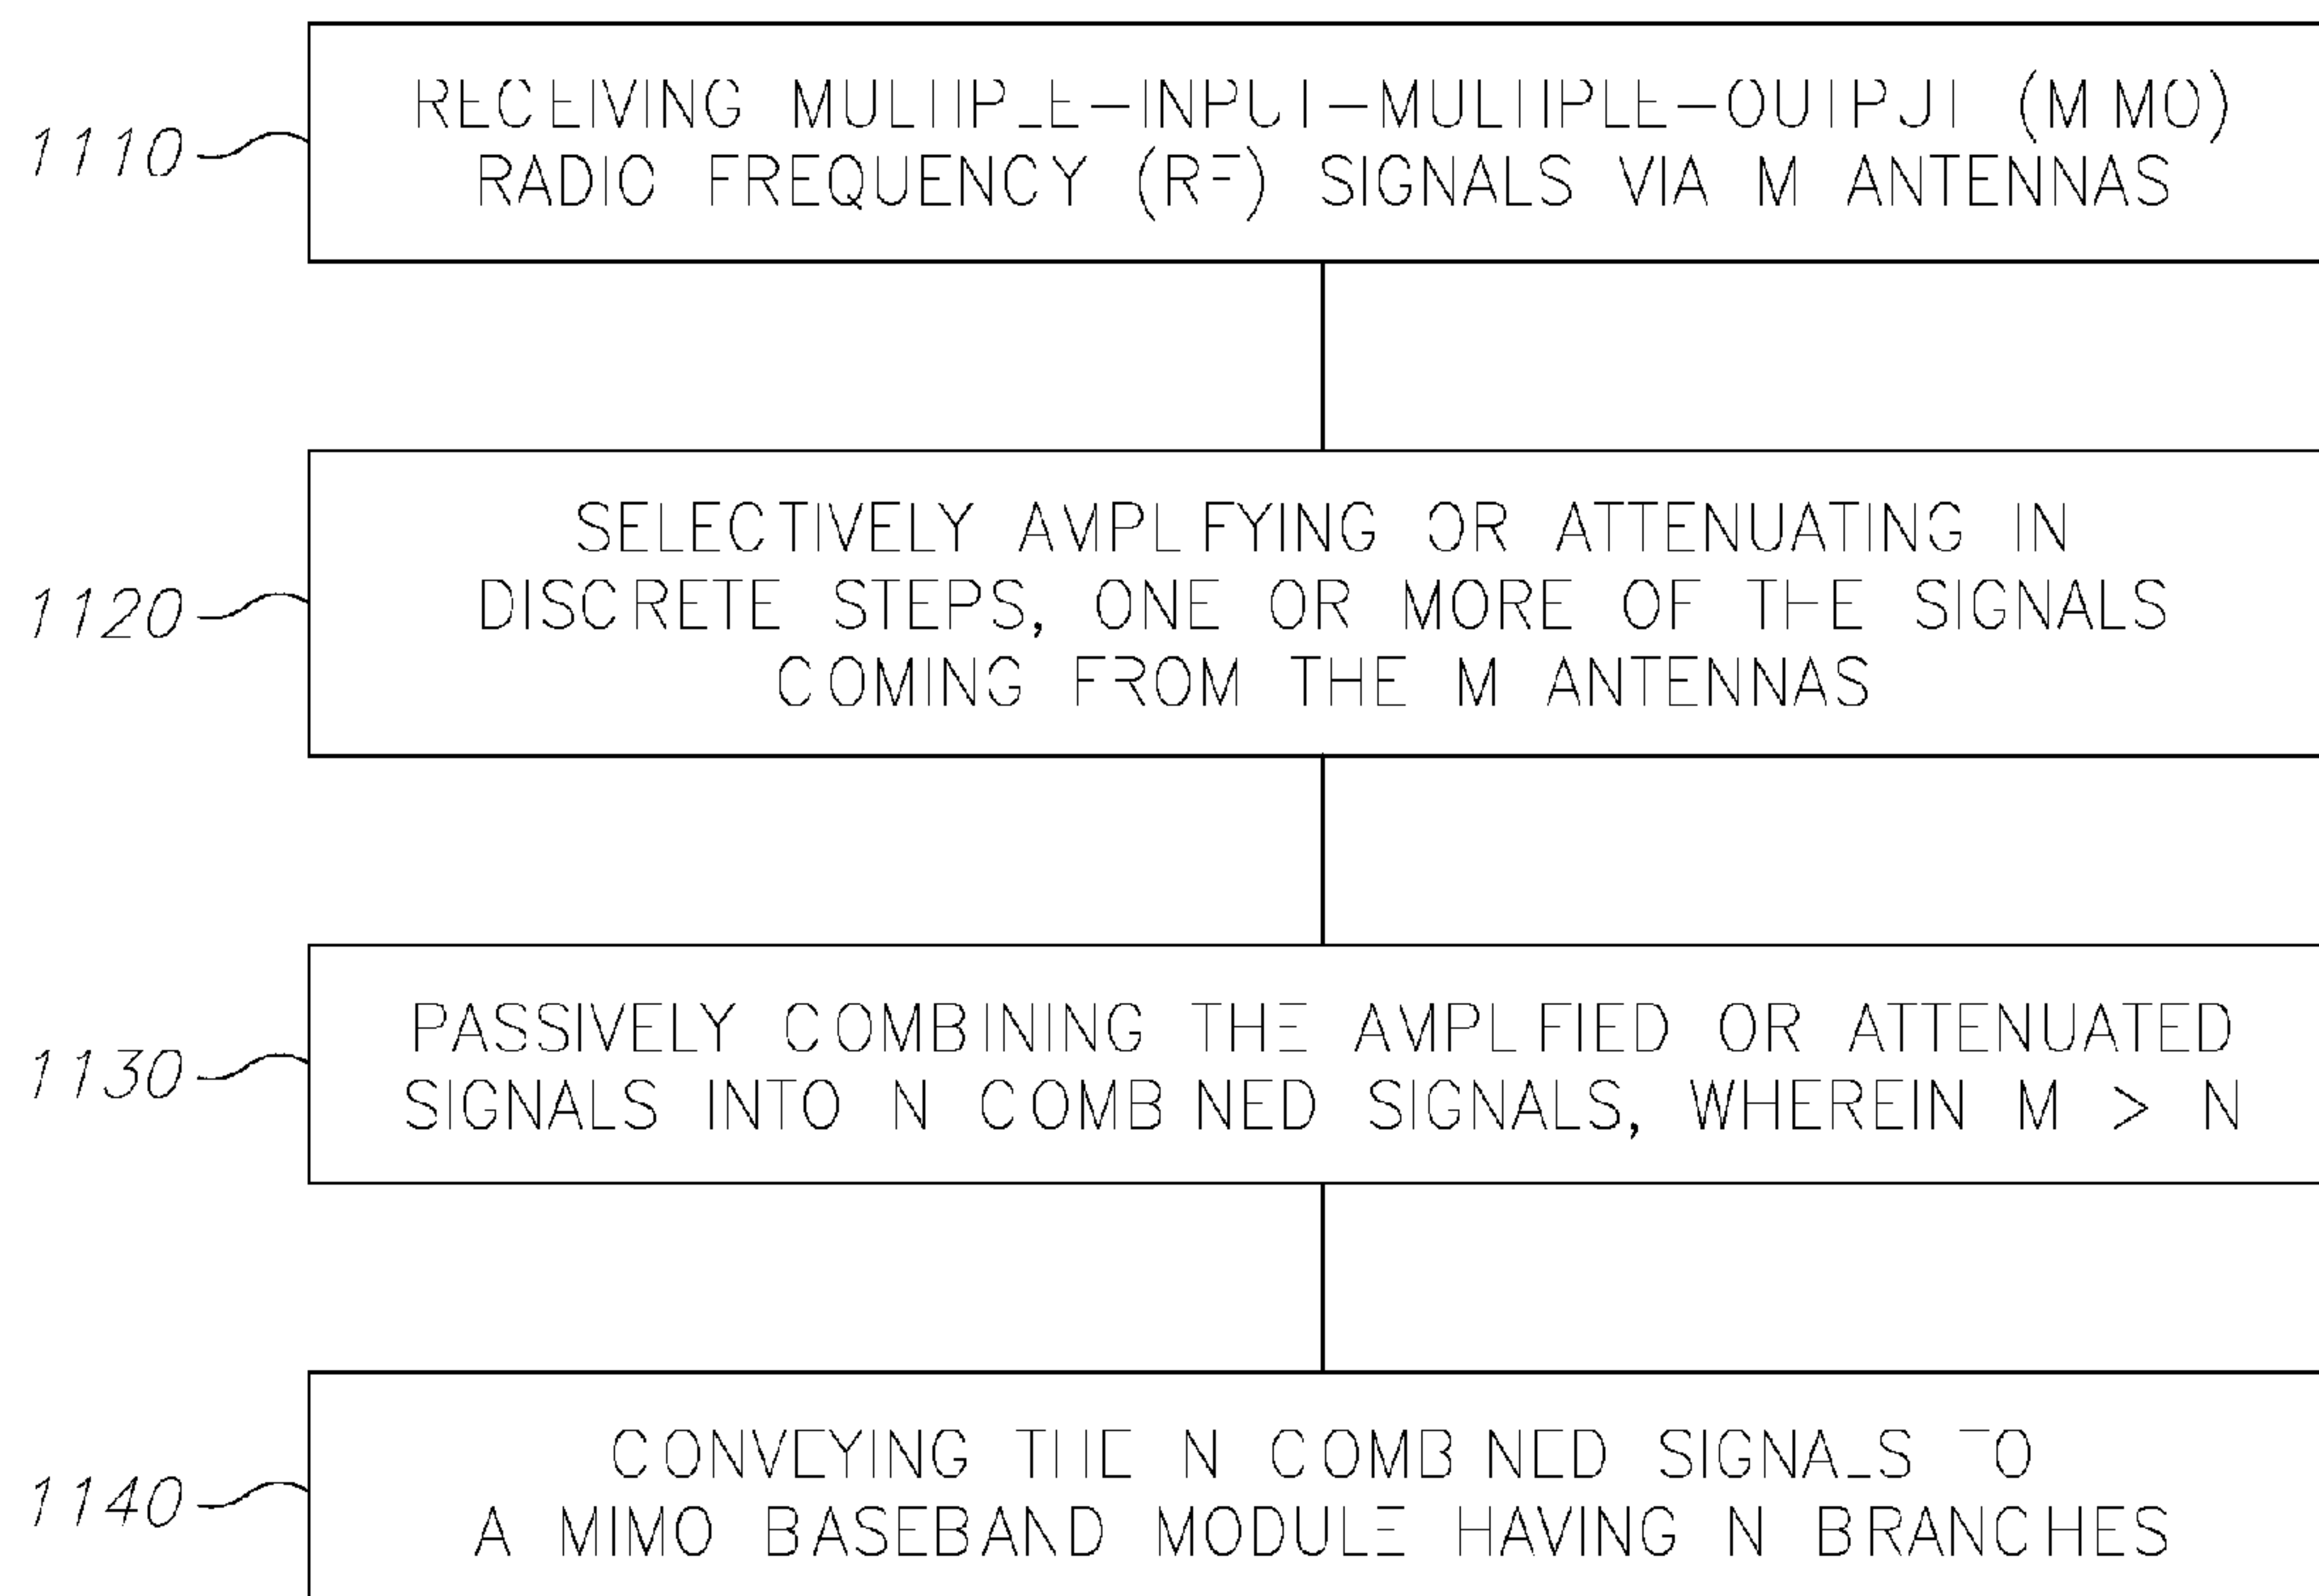 1110
RECEIVING MULTIPLE-INPUT-MULTIPLE-OUTPUT (MIMO)
RADIO FREQUENCY (RF) SIGNALS VIA M ANTENNAS
1120
SELECTIVELY AMPLIFYING OR ATTENUATING IN
DISCRETE STEPS, ONE OR MORE OF THE SIGNALS
COMING FROM THE M ANTENNAS
1130
PASSIVELY COMBINING THE AMPLIFIED OR ATTENUATED
SIGNALS INTO N COMBINED SIGNALS, WHEREIN M > N
1140
CONVEYING THE N COMBINED SIGNALS TO
A MIMO BASEBAND MODULE HAVING N BRANCHES